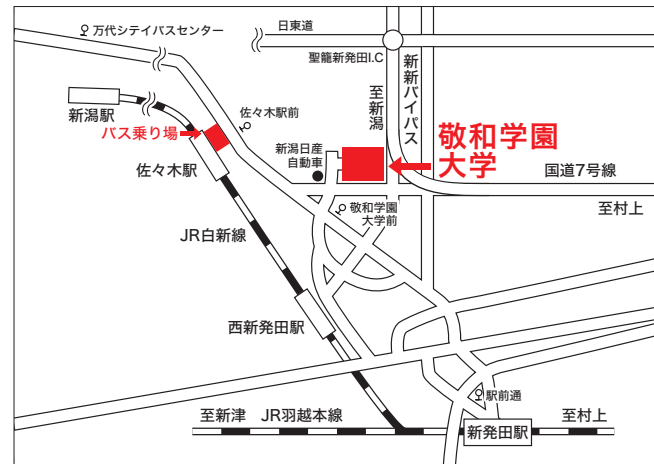 万代シテイバスセンター
日東道
聖籠新発田I.C
新新バイパス
至新潟
新潟駅
佐々木駅前
バス乗り場
新潟日産
自動車
敬和学園
大学
佐々木駅
国道7号線
敬和学園
大学前
至村上
JR白新線
西新発田駅
駅前通
至新津
JR羽越本線
新発田駅
至村上